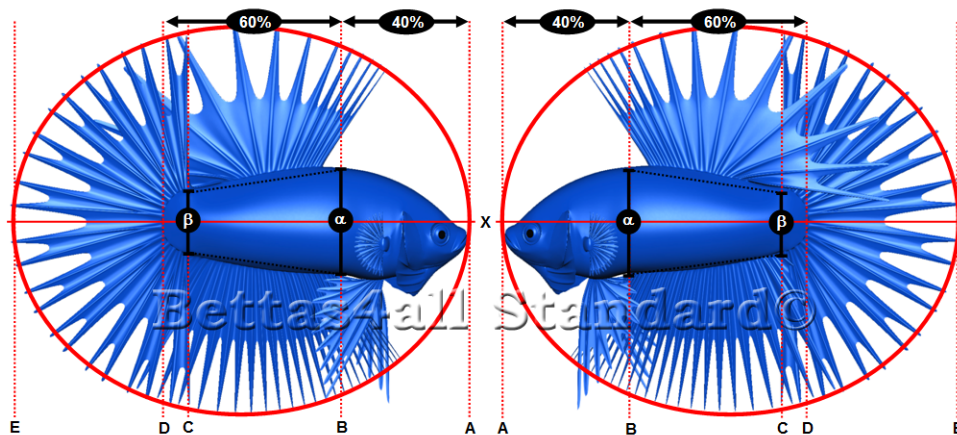 60% 40% 40% 60%
β α X α β
Bettas4all Standard©
E D C B A A B C D E